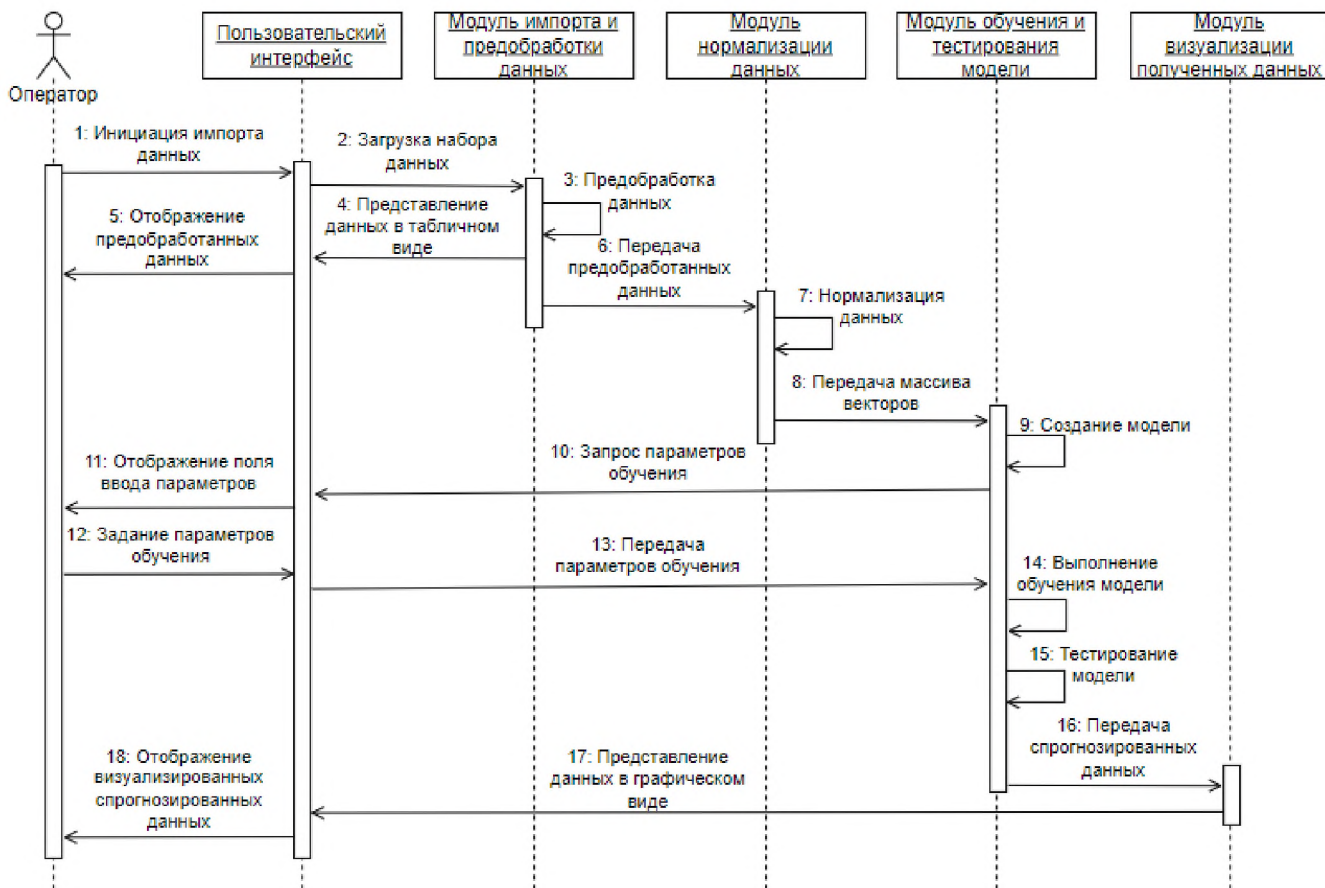 Оператор
Пользовательский
интерфейс
Модуль импорта и
предобработки
данных
Модуль
нормализации
данных
Модуль обучения и
тестирования
модели
Модуль
визуализации
полученных данных
1: Инициация импорта
данных
2: Загрузка набора
данных
3: Предобработка
данных
4: Представление
данных в табличном
виде
5: Отображение
предобработанных
данных
6: Передача
предобработанных
данных
7: Нормализация
данных
8: Передача массива
векторов
9: Создание модели
10: Запрос параметров
обучения
11: Отображение поля
ввода параметров
12: Задание параметров
обучения
13: Передача
параметров обучения
14: Выполнение
обучения модели
15: Тестирование
модели
16: Передача
спрогнозированных
данных
17: Представление
данных в графическом
виде
18: Отображение
визуализированных
спрогнозированных
данных